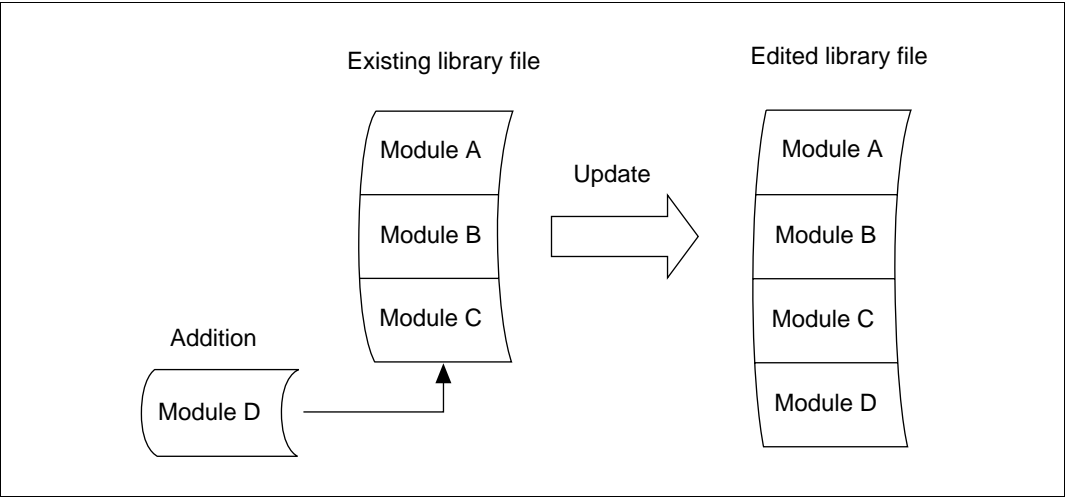 Existing library file
Edited library file
Module A
Module B
Module C
Update
Addition
Module D
Module A
Module B
Module C
Module D